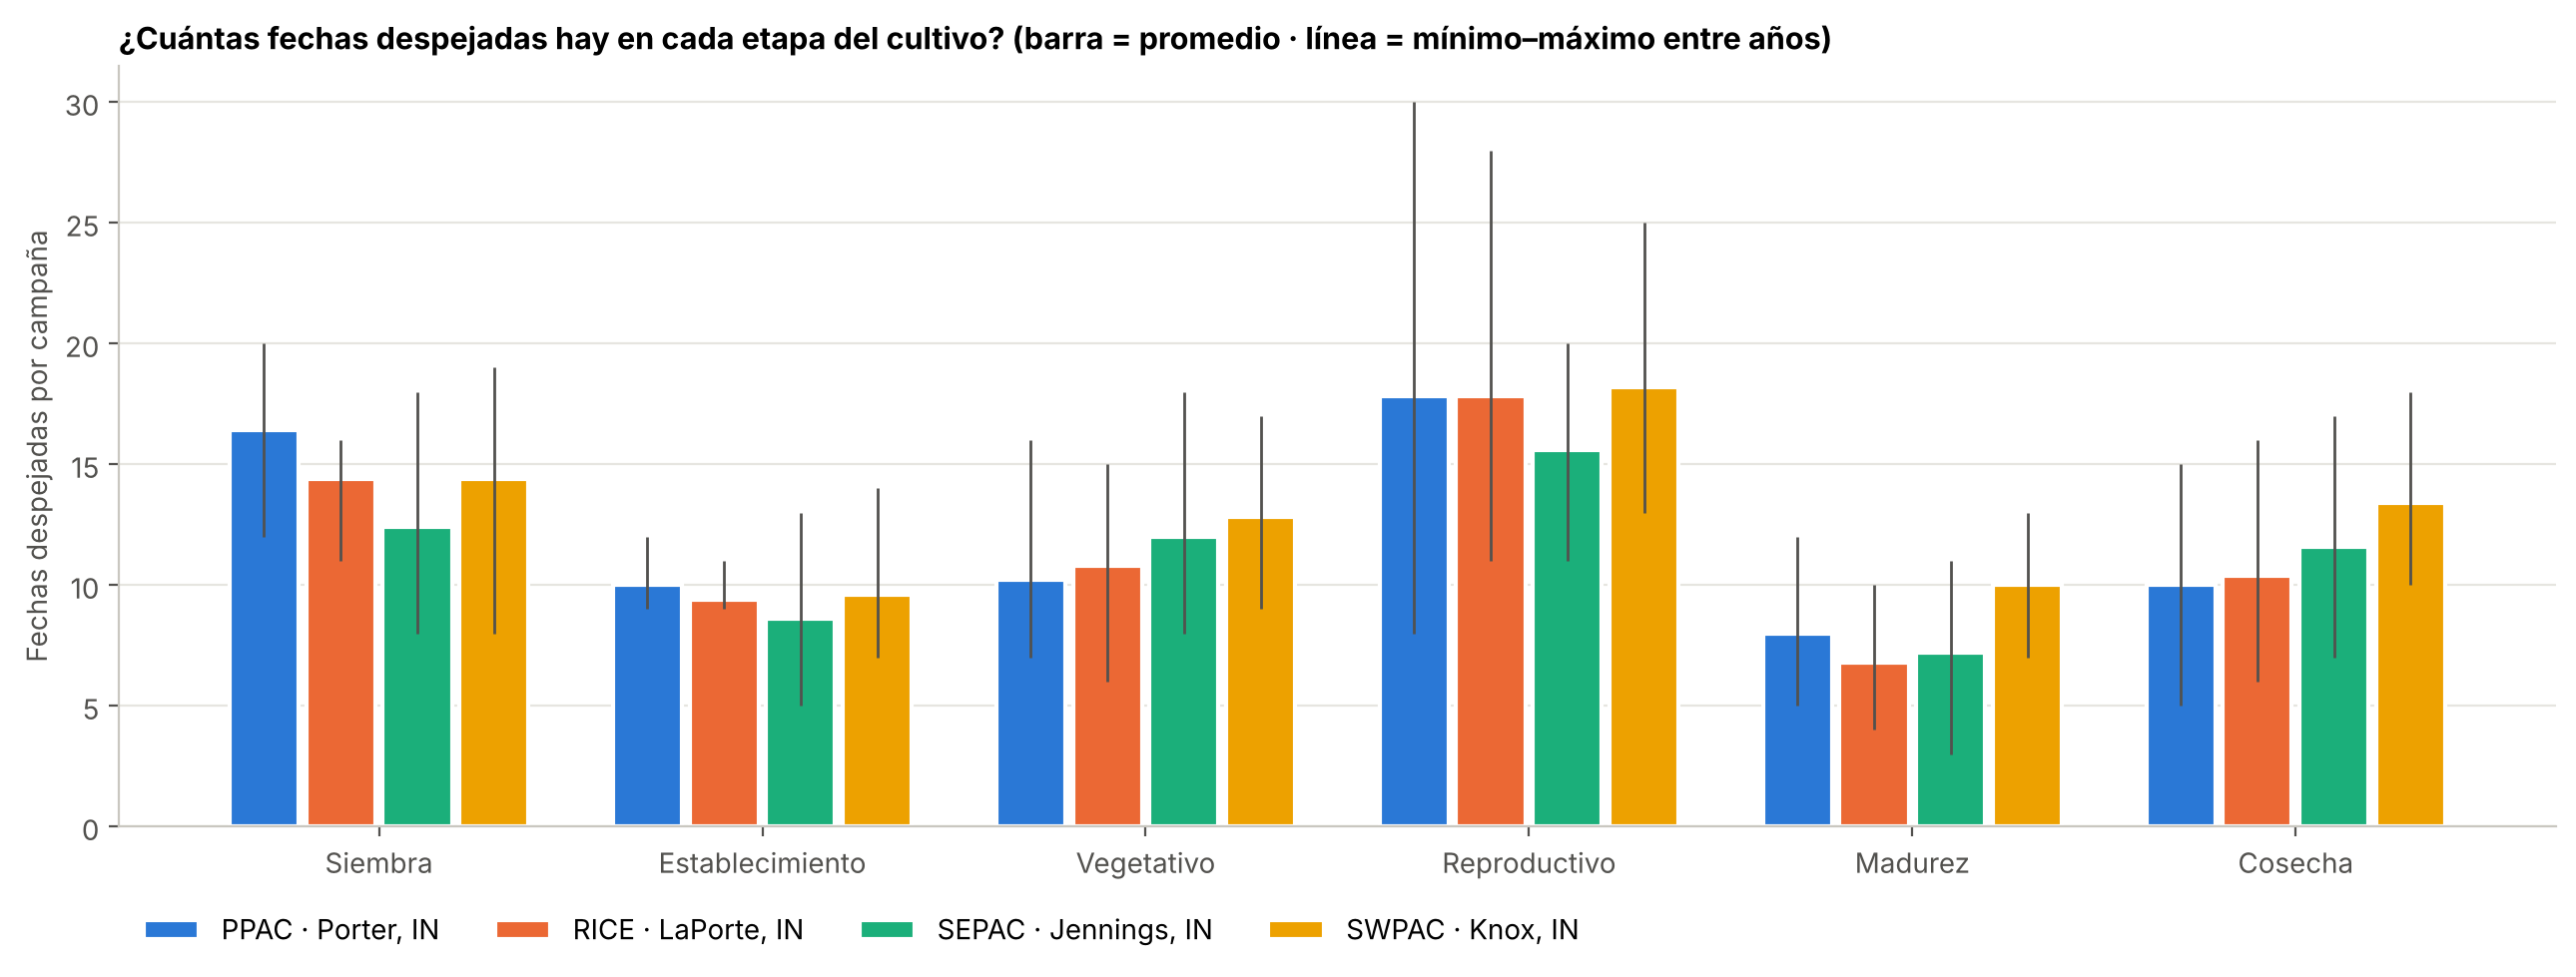 ¿Cuántas fechas despejadas hay en cada etapa del cultivo? (barra = promedio · línea = mínimo–máximo entre años)
Fechas despejadas por campaña
30
25
20
15
10
5
0
Siembra Establecimiento Vegetativo Reproductivo Madurez Cosecha
PPAC · Porter, IN RICE · LaPorte, IN SEPAC · Jennings, IN SWPAC · Knox, IN